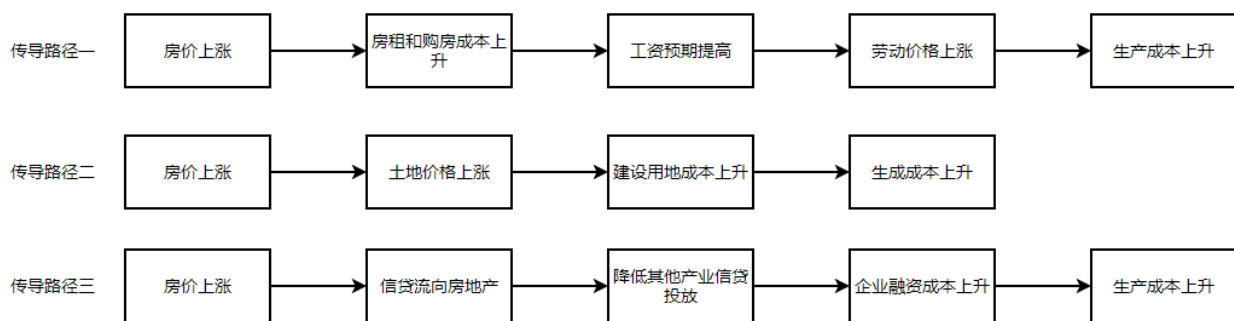 传导路径一
房价上涨
房租和购房成本上
升
工资预期提高
劳动价格上涨
生产成本上升
传导路径二
房价上涨
土地价格上涨
建设用地成本上升
生成成本上升
传导路径三
房价上涨
信贷流向房地产
降低其他产业信贷
投放
企业融资成本上升
生产成本上升